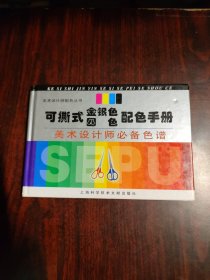 KE SI SHI JIN YIN SE SI SE PEI SE SHOU CE
美术设计师配色丛书
可撕式金银色四色配色手册
美术设计师必备色谱
SEPU
上海科学技术文献出版社